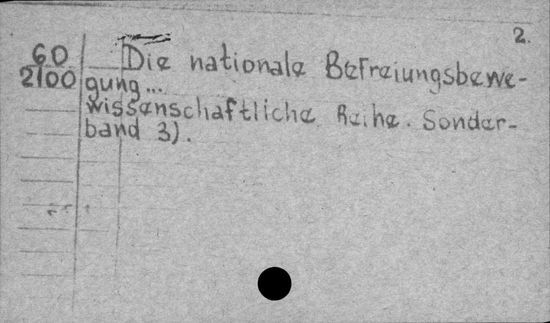 2.
60 Die nationale Befreiungsbewe-
2100 gung...
wissenschaftliche Reihe. Sonder-
band 3).